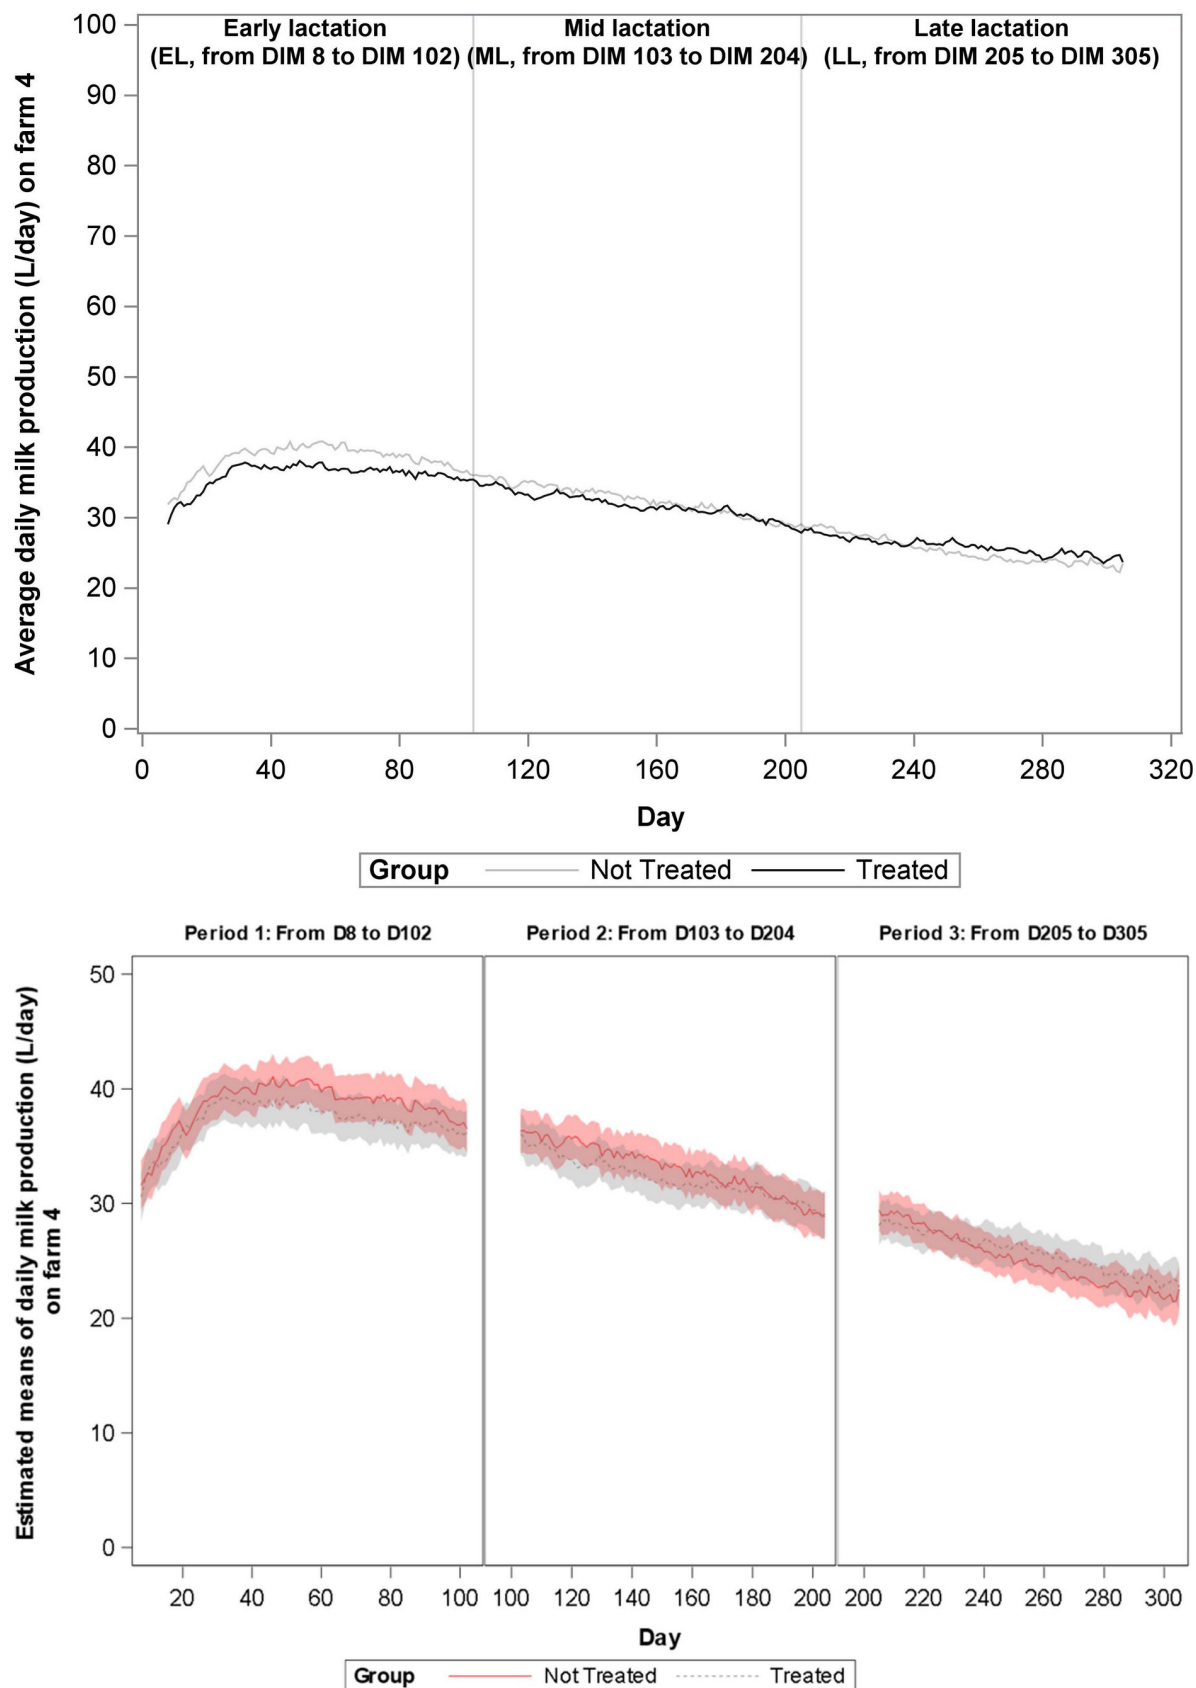 Average daily milk production (L/day) on farm 4
100
90
80
70
60
50
40
30
20
10
0
Early lactation
(EL, from DIM 8 to DIM 102)
Mid lactation
(ML, from DIM 103 to DIM 204)
Late lactation
(LL, from DIM 205 to DIM 305)
0 40 80 120 160 200 240 280 320
Day
Group Not Treated Treated
Period 1: From D8 to D102
Period 2: From D103 to D204
Period 3: From D205 to D305
Estimated means of daily milk production (L/day)
on farm 4
50
40
30
20
10
0
20 40 60 80 100
100 120 140 160 180 200
200 220 240 260 280 300
Day
Group Not Treated Treated